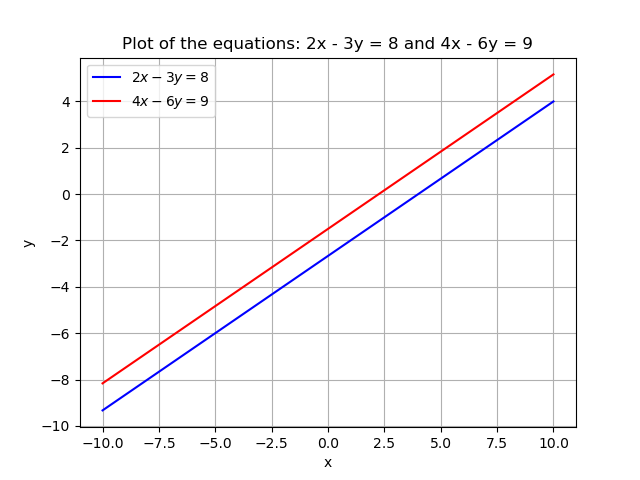 Plot of the equations: 2x - 3y = 8 and 4x - 6y = 9
2x − 3y = 8
4x − 6y = 9
4
2
0
−2
−4
−6
−8
−10
y
−10.0 −7.5 −5.0 −2.5 0.0 2.5 5.0 7.5 10.0
x